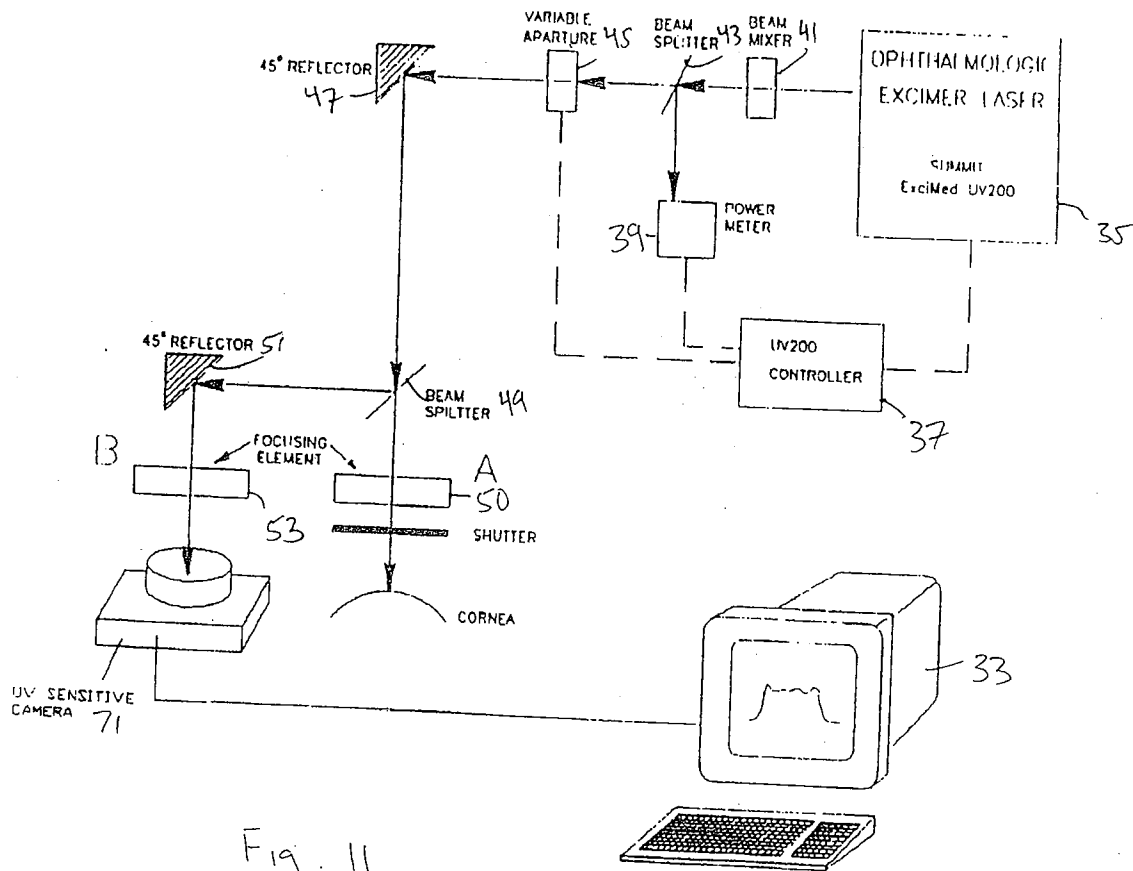 VARIABLE
APARTURE 45
BEAM
SPLITTER 43
BEAM
MIXER 41
OPHTHALMOLOGIC
EXCIMER LASER
SUMMIT
ExciMed UV200
35
45° REFLECTOR
47
POWER
METER
39
UV200
CONTROLLER
37
45° REFLECTOR 51
BEAM
SPILTTER 49
FOCUSING
ELEMENT
B
53
A
50
SHUTTER
CORNEA
UV SENSITIVE
CAMERA 71
33
Fig. 11